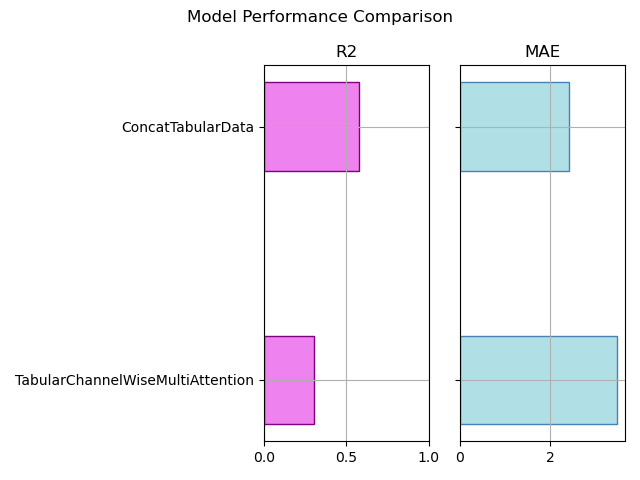 Model Performance Comparison
R2
MAE
ConcatTabularData
TabularChannelWiseMultiAttention
0.0 0.5 1.0
0 2